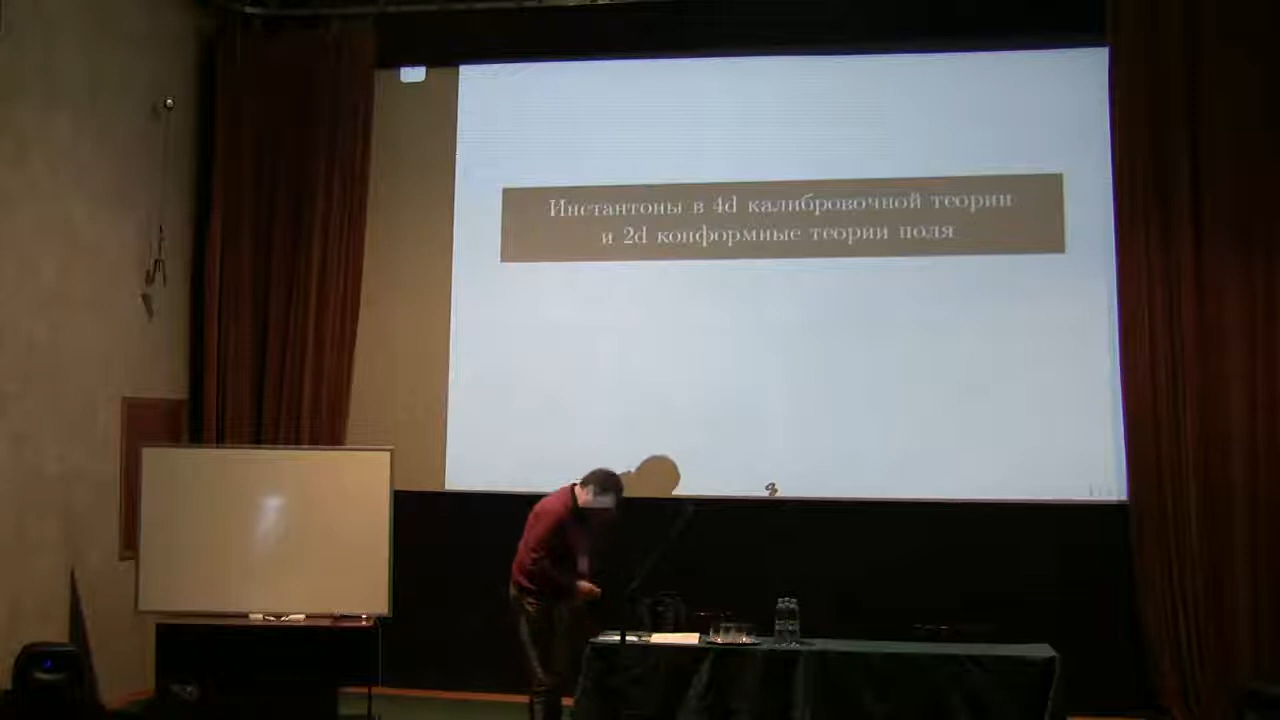 Инстантоны в 4d калибровочной теории
и 2d конформные теории поля